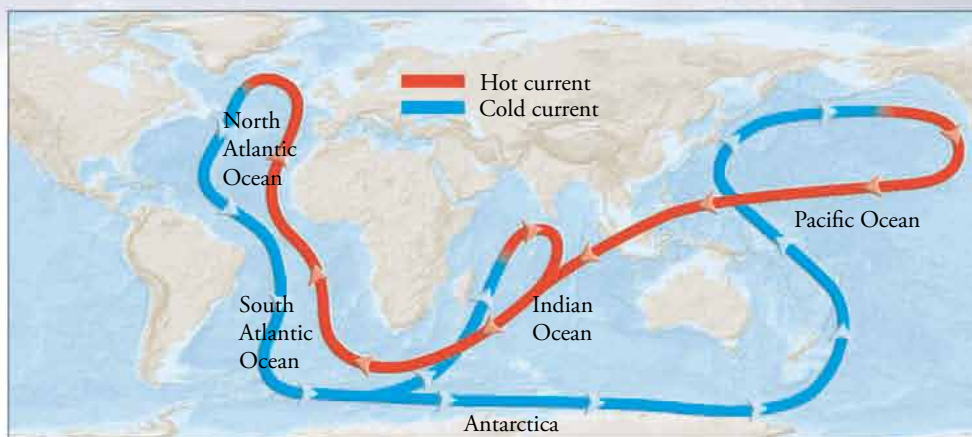 Hot current
Cold current
North
Atlantic
Ocean
Pacific Ocean
South
Atlantic
Ocean
Indian
Ocean
Antarctica